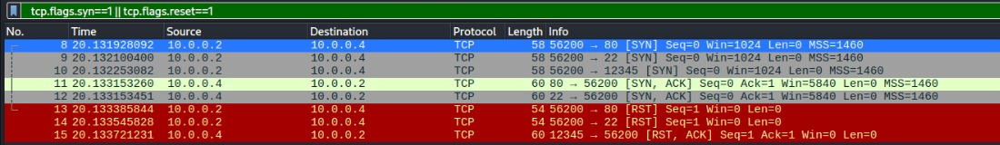 tcp.flags.syn==1 || tcp.flags.reset==1
No. Time Source Destination Protocol Length Info
8 20.131928092 10.0.0.2 10.0.0.4 TCP 58 56200 → 80 [SYN] Seq=0 Win=1024 Len=0 MSS=1460
9 20.132100400 10.0.0.2 10.0.0.4 TCP 58 56200 → 22 [SYN] Seq=0 Win=1024 Len=0 MSS=1460
10 20.132253082 10.0.0.2 10.0.0.4 TCP 58 56200 → 12345 [SYN] Seq=0 Win=1024 Len=0 MSS=1460
11 20.133153260 10.0.0.4 10.0.0.2 TCP 60 80 → 56200 [SYN, ACK] Seq=0 Ack=1 Win=5840 Len=0 MSS=1460
12 20.133153451 10.0.0.4 10.0.0.2 TCP 60 22 → 56200 [SYN, ACK] Seq=0 Ack=1 Win=5840 Len=0 MSS=1460
13 20.133385844 10.0.0.2 10.0.0.4 TCP 54 56200 → 80 [RST] Seq=1 Win=0 Len=0
14 20.133545828 10.0.0.2 10.0.0.4 TCP 54 56200 → 22 [RST] Seq=1 Win=0 Len=0
15 20.133721231 10.0.0.4 10.0.0.2 TCP 60 12345 → 56200 [RST, ACK] Seq=1 Ack=1 Win=0 Len=0